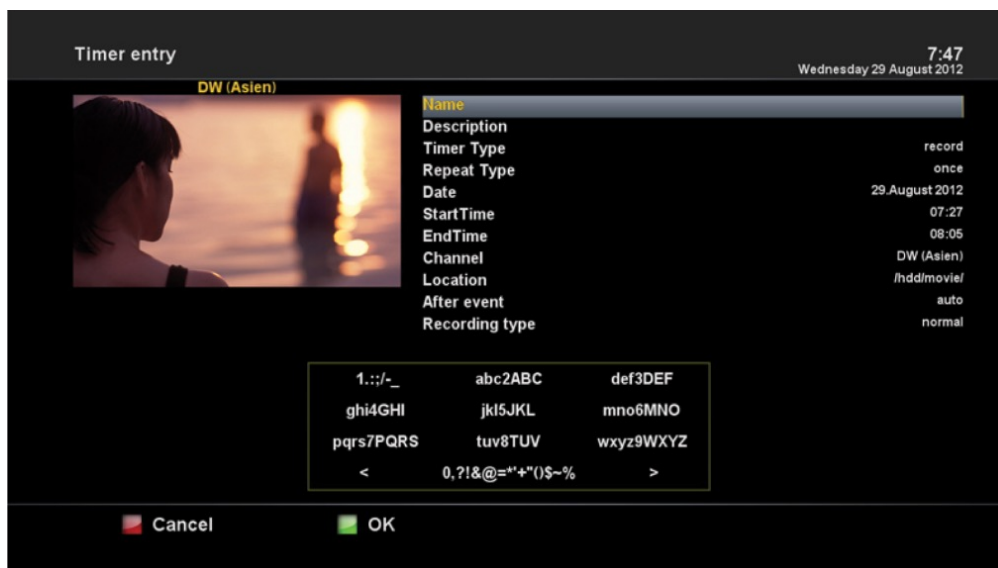 Timer entry
7:47
Wednesday 29 August 2012
DW (Asien)
Name
Description
Timer Type record
Repeat Type once
Date 29.August 2012
StartTime 07:27
EndTime 08:05
Channel DW (Asien)
Location /hdd/movie/
After event auto
Recording type normal
1.:;/-_ abc2ABC def3DEF
ghi4GHI jkl5JKL mno6MNO
pqrs7PQRS tuv8TUV wxyz9WXYZ
< 0,?!&@=*'+"()$~% >
Cancel OK